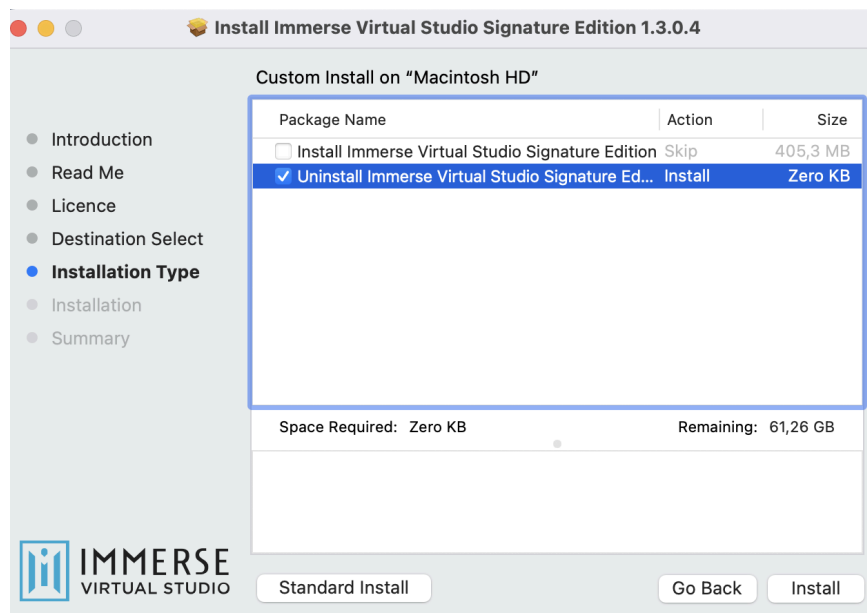 Install Immerse Virtual Studio Signature Edition 1.3.0.4
Custom Install on “Macintosh HD”
Introduction
Read Me
Licence
Destination Select
Installation Type
Installation
Summary
Package Name Action Size
Install Immerse Virtual Studio Signature Edition Skip 405,3 MB
Uninstall Immerse Virtual Studio Signature Ed... Install Zero KB
Space Required: Zero KB Remaining: 61,26 GB
IMMERSE
VIRTUAL STUDIO
Standard Install Go Back Install